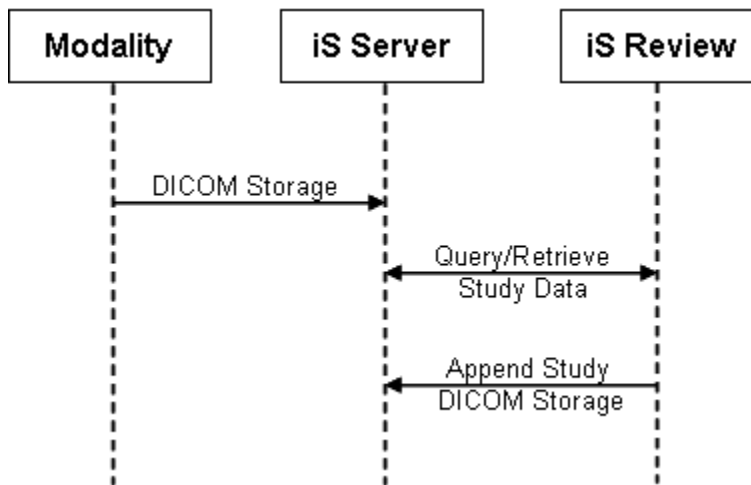 Modality
iS Server
iS Review
DICOM Storage
Query/Retrieve
Study Data
Append Study
DICOM Storage